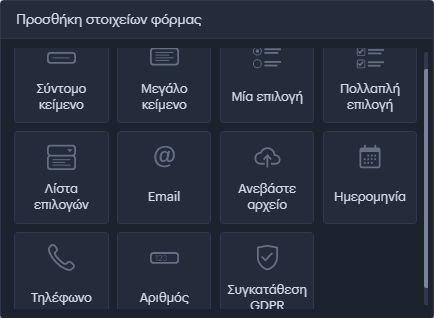 Προσθήκη στοιχείων φόρμας
Σύντομο
κείμενο
Μεγάλο
κείμενο
Μία επιλογή
Πολλαπλή
επιλογή
Λίστα
επιλογών
@
Email
Ανεβάστε
αρχείο
Ημερομηνία
Τηλέφωνο
123
Αριθμός
Συγκατάθεση
GDPR